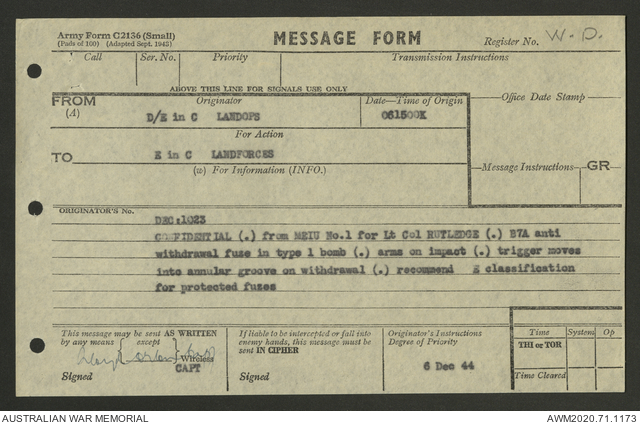 Army Form C2136 (Small)
(Pads of 100) (Adapted Sept. 1942)
MESSAGE FORM
Register No. W.D.
Call Ser. No. Priority Transmission Instructions
ABOVE THIS LINE FOR SIGNALS USE ONLY
FROM Originator Date—Time of Origin Office Date Stamp
(A) D/E in C LANDOPS 061500K
For Action
TO E in C LANDFORCES
(w) For Information (INFO.) Message Instructions GR
ORIGINATOR'S No.
DEC:1023
CONFIDENTIAL (.) from MEIU No.1 for Lt Col RUTLEDGE (.) B7A anti
withdrawal fuse in type 1 bomb (.) arms on impact (.) trigger moves
into annular groove on withdrawal (.) recommend E classification
for protected fuzes
This message may be sent AS WRITTEN
by any means { except
} Wireless
CAPT
Signed
If liable to be intercepted or fall into
enemy hands, this message must be
sent IN CIPHER
Signed
Originator's Instructions
Degree of Priority
6 Dec 44
Time System Op
THI or TOR
Time Cleared
AUSTRALIAN WAR MEMORIAL AWM2020.71.1173